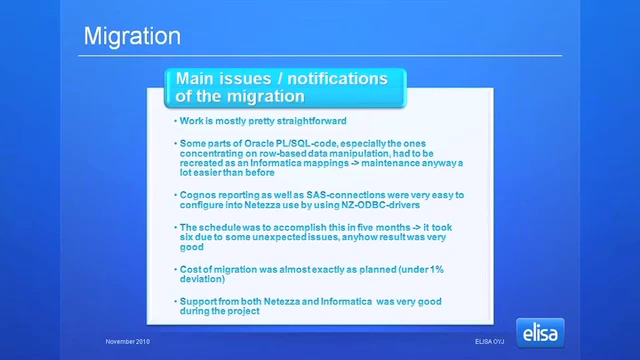 Migration
Main issues / notifications
of the migration
• Work is mostly pretty straightforward
• Some parts of Oracle PL/SQL-code, especially the ones
concentrating on row-based data manipulation, had to be
recreated as an Informatica mappings -> maintenance anyway a
lot easier than before
• Cognos reporting as well as SAS-connections were very easy to
configure into Netezza use by using NZ-ODBC-drivers
• The schedule was to accomplish this in five months -> it took
six due to some unexpected issues, anyhow result was very
good
• Cost of migration was almost exactly as planned (under 1%
deviation)
• Support from both Netezza and Informatica was very good
during the project
November 2010
ELISA OYJ
elisa